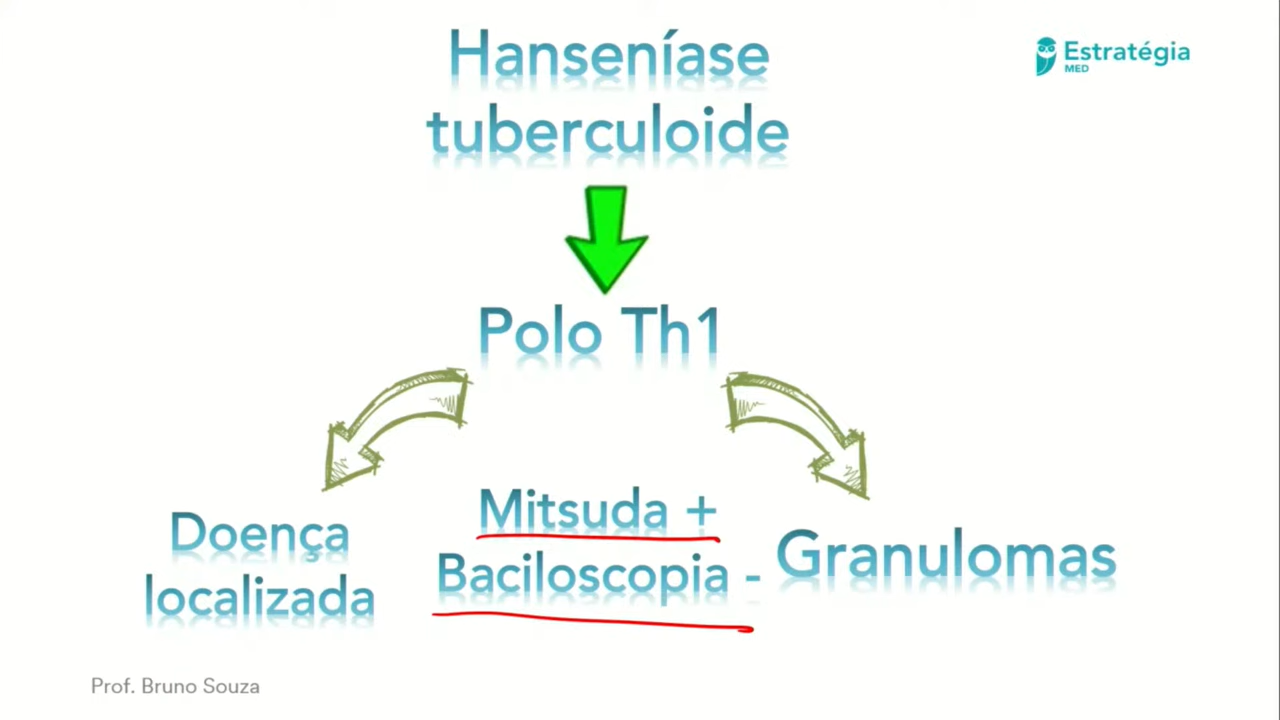 Hanseníase
tuberculoide
Estratégia
MED
Polo Th1
Doença
localizada
Mitsuda +
Baciloscopia -
Granulomas
Prof. Bruno Souza